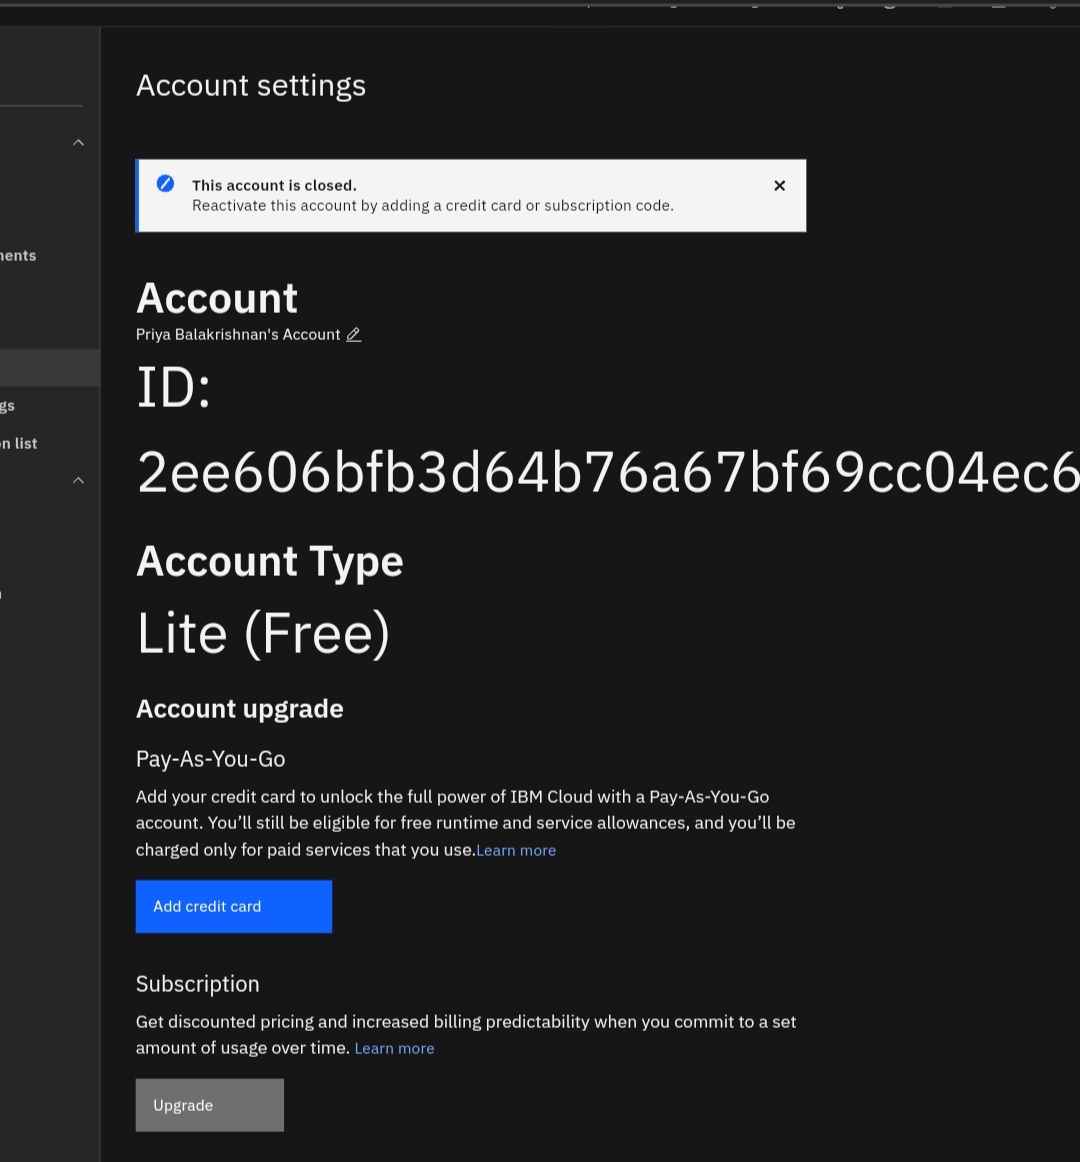 Account settings
This account is closed.
Reactivate this account by adding a credit card or subscription code.
nents
gs
n list
Account
Priya Balakrishnan's Account
ID:
2ee606bfb3d64b76a67bf69cc04ec6
Account Type
Lite (Free)
Account upgrade
Pay-As-You-Go
Add your credit card to unlock the full power of IBM Cloud with a Pay-As-You-Go
account. You’ll still be eligible for free runtime and service allowances, and you’ll be
charged only for paid services that you use.Learn more
Add credit card
Subscription
Get discounted pricing and increased billing predictability when you commit to a set
amount of usage over time. Learn more
Upgrade